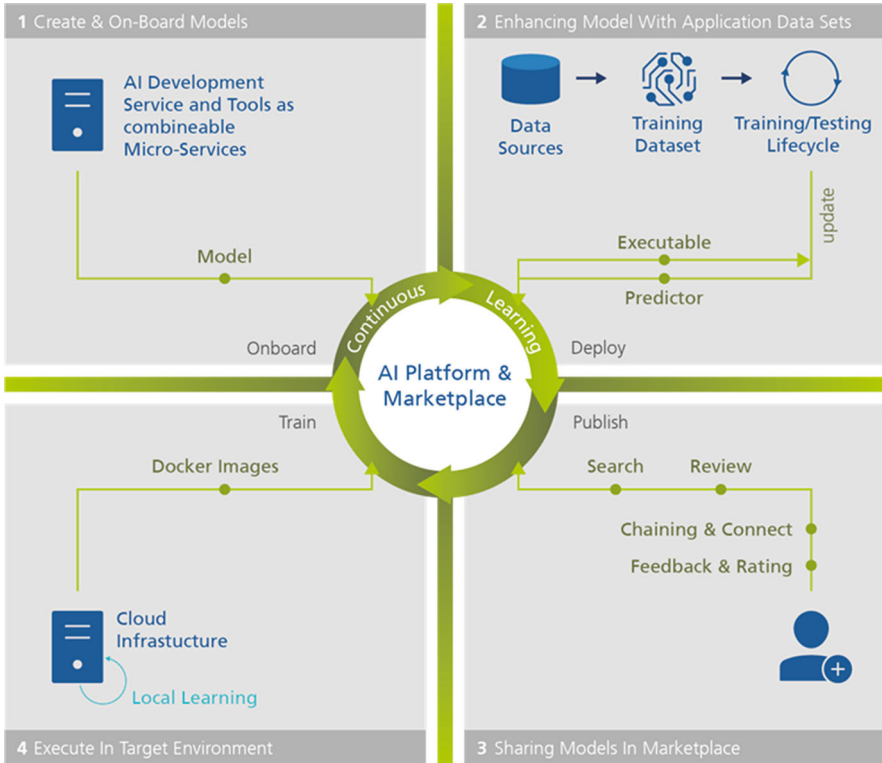 1 Create & On-Board Models
AI Development
Service and Tools as
combineable
Micro-Services
Model
Onboard
2 Enhancing Model With Application Data Sets
Data
Sources
Training
Dataset
Training/Testing
Lifecycle
update
Executable
Predictor
Deploy
Continuous
Learning
AI Platform &
Marketplace
Train
Docker Images
Cloud
Infrastucture
Local Learning
4 Execute In Target Environment
Publish
Search
Review
Chaining & Connect
Feedback & Rating
3 Sharing Models In Marketplace